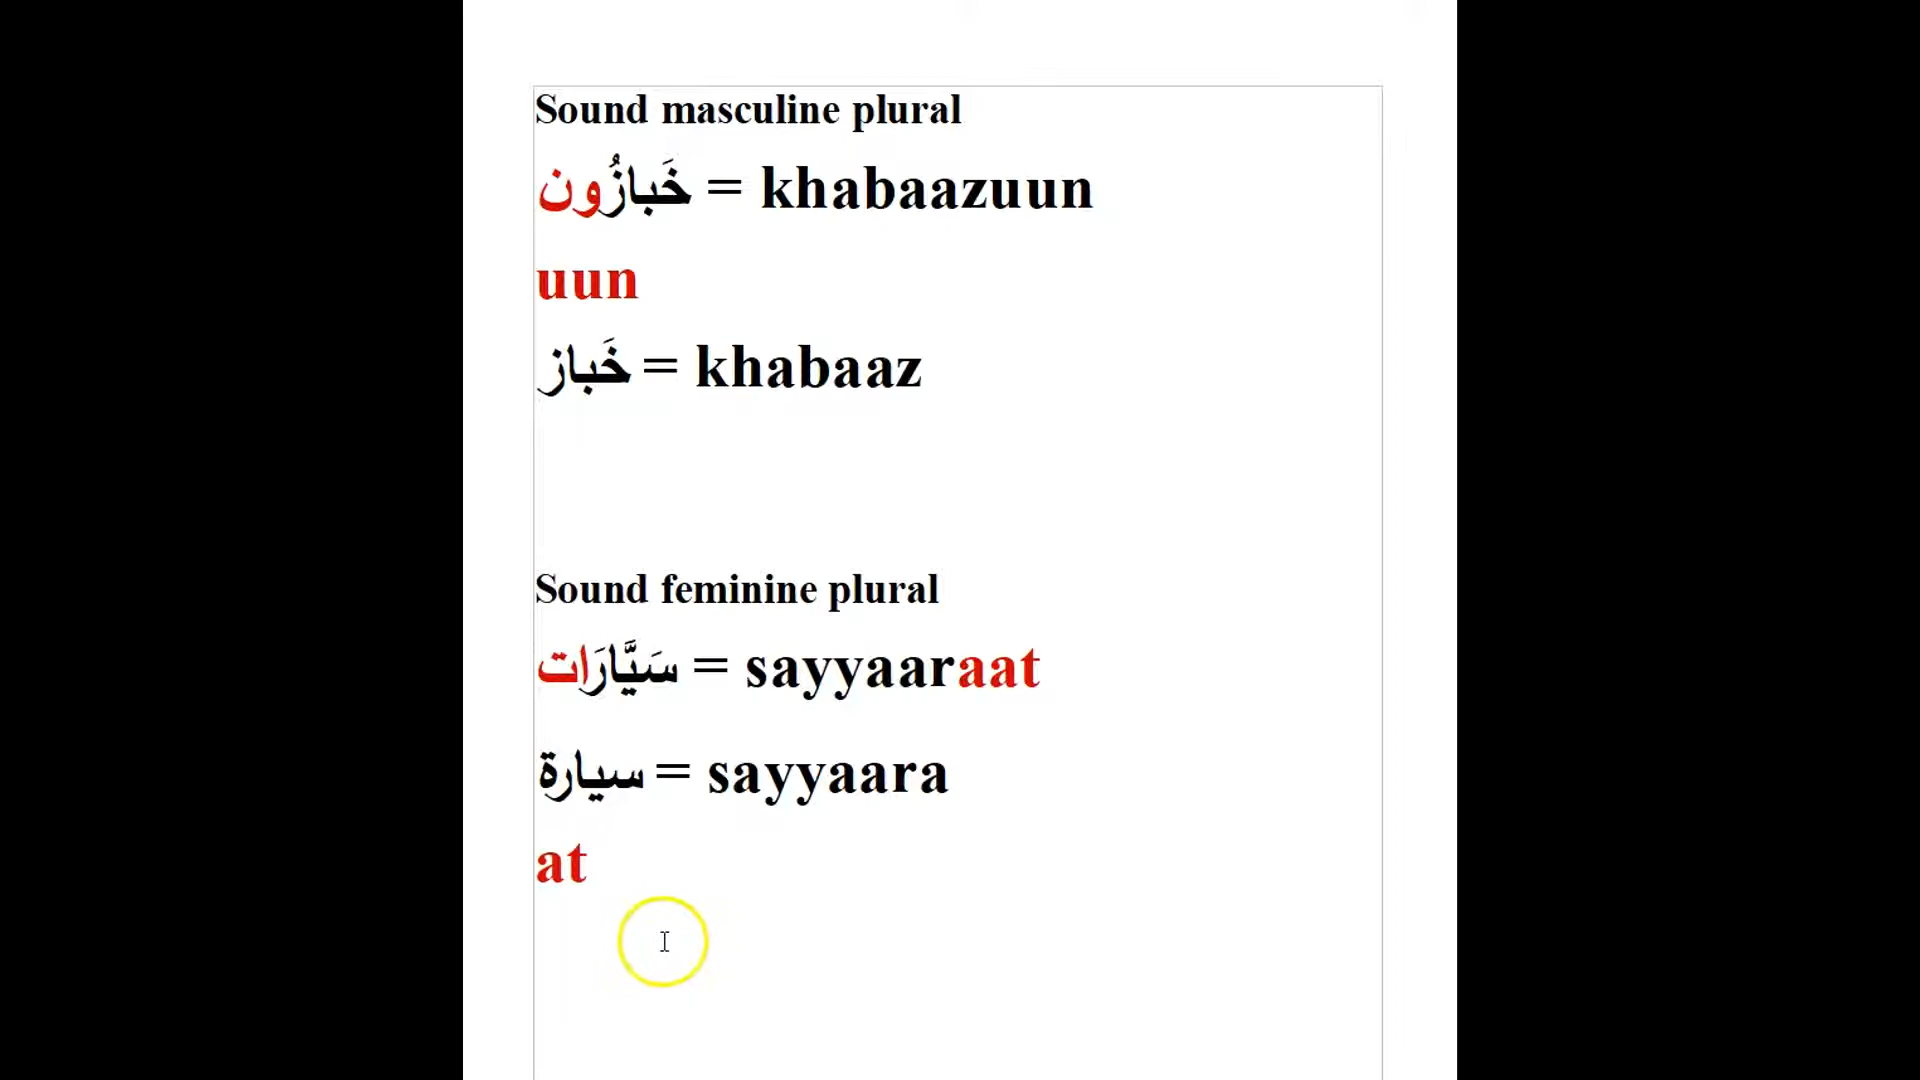 Sound masculine plural
خَبازُون = khabaazuun
uun
خَباز = khabaaz
Sound feminine plural
سَيَّارَات = sayyaaraat
سيارة = sayyaara
at